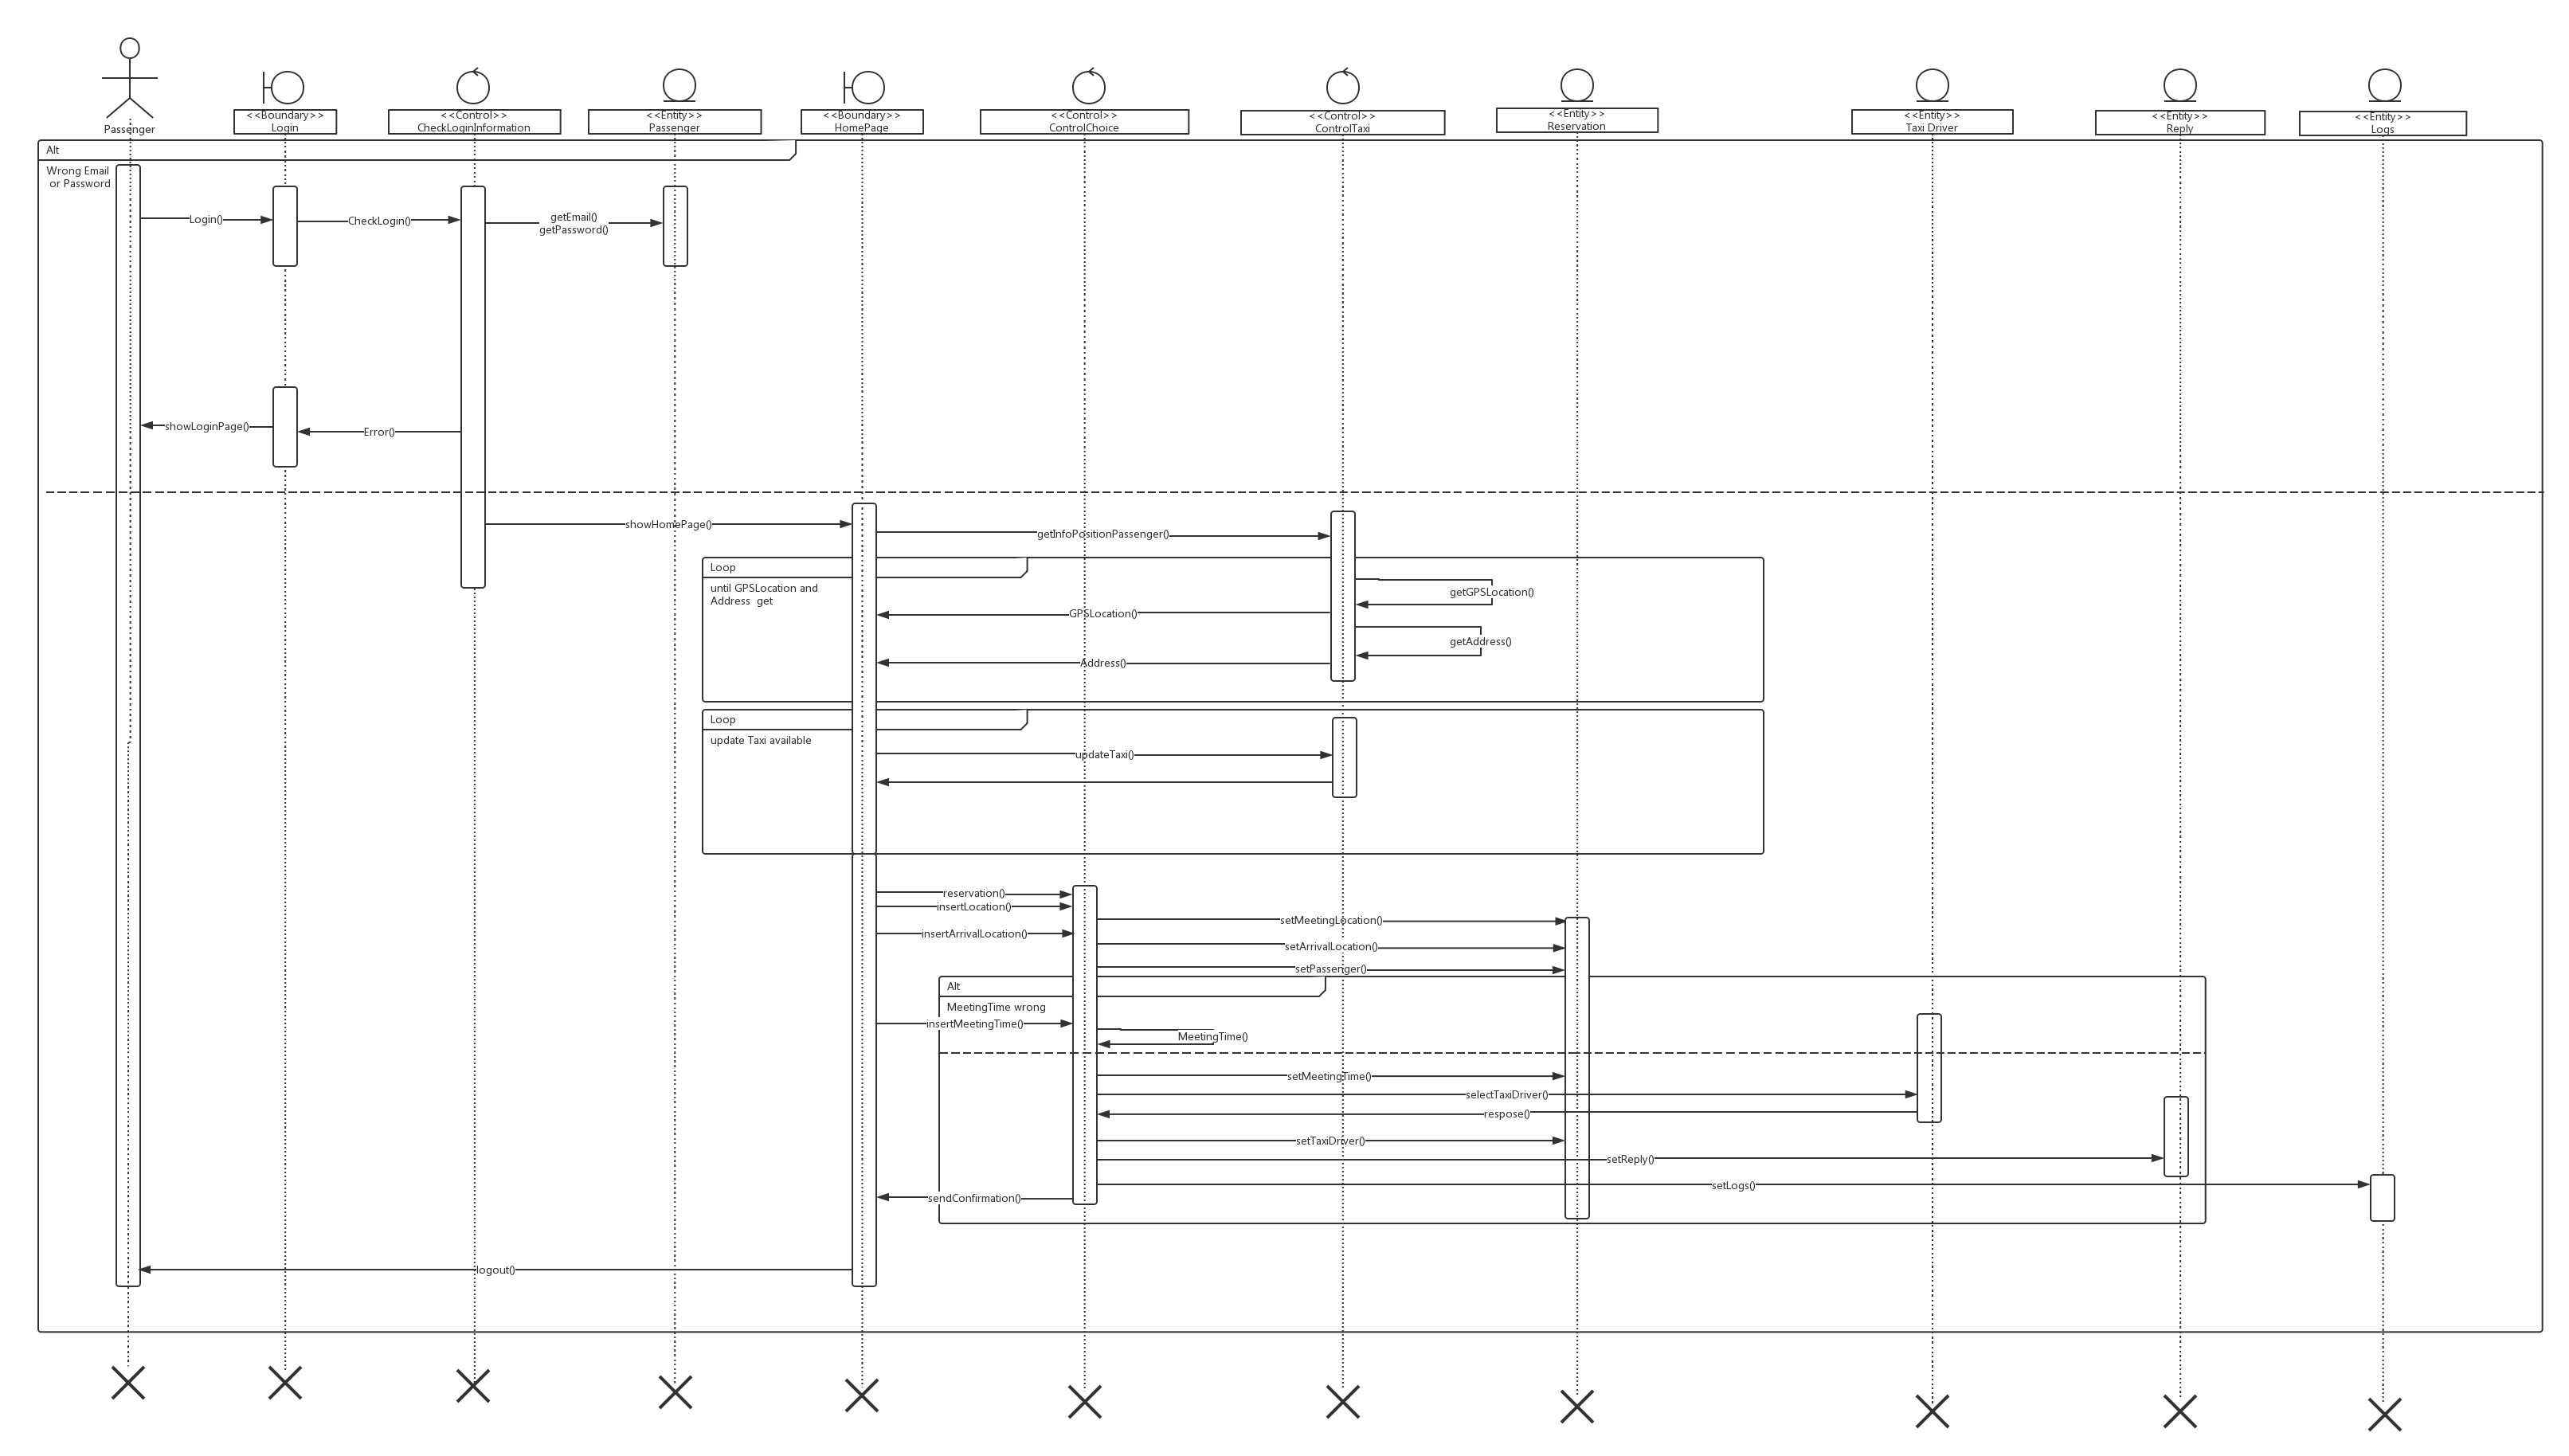 Passenger
<<Boundary>>
Login
<<Control>>
CheckLoginInformation
<<Entity>>
Passenger
<<Boundary>>
HomePage
<<Control>>
ControlChoice
<<Control>>
ControlTaxi
<<Entity>>
Reservation
<<Entity>>
Taxi Driver
<<Entity>>
Reply
<<Entity>>
Logs
Alt
Wrong Email
or Password
Login()
CheckLogin()
getEmail()
getPassword()
showLoginPage()
Error()
showHomePage()
getInfoPositionPassenger()
Loop
until GPSLocation and
Address get
getGPSLocation()
GPSLocation()
getAddress()
Address()
Loop
update Taxi available
updateTaxi()
reservation()
insertLocation()
setMeetingLocation()
insertArrivalLocation()
setArrivalLocation()
setPassenger()
Alt
MeetingTime wrong
insertMeetingTime()
MeetingTime()
setMeetingTime()
selectTaxiDriver()
respose()
setTaxiDriver()
setReply()
setLogs()
sendConfirmation()
logout()